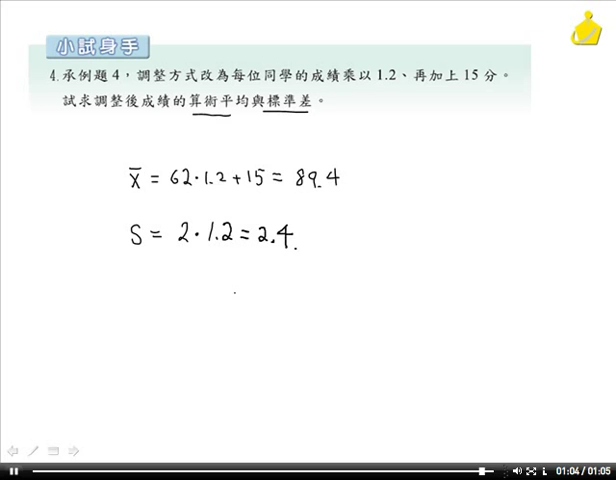 小試身手
4.承例題4，調整方式改為每位同學的成績乘以1.2、再加上15分。
試求調整後成績的算術平均與標準差。
X̄ = 62·1.2+15 = 89.4
S = 2·1.2=2.4.
01:04 / 01:05